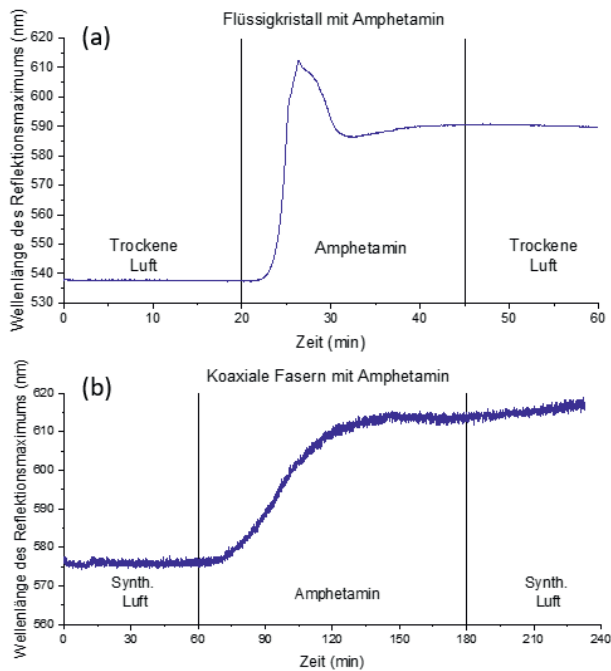 Flüssigkristall mit Amphetamin
(a)
Wellenlänge des Reflektionsmaximums (nm)
620
610
600
590
580
570
560
550
540
530
Trockene
Luft
Amphetamin
Trockene
Luft
0 10 20 30 40 50 60
Zeit (min)
Koaxiale Fasern mit Amphetamin
(b)
Wellenlänge des Reflektionsmaximums (nm)
620
610
600
590
580
570
560
Synth.
Luft
Amphetamin
Synth.
Luft
0 30 60 90 120 150 180 210 240
Zeit (min)